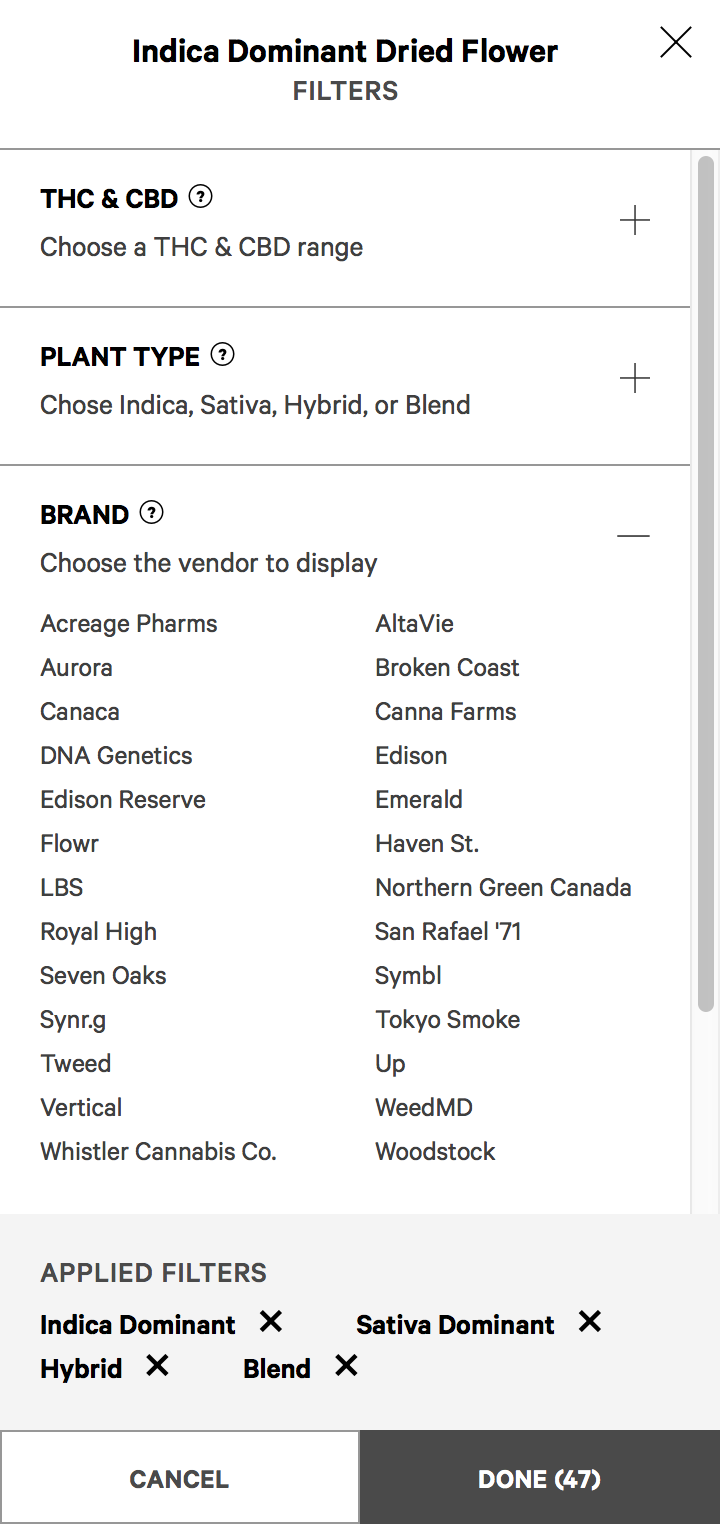 Indica Dominant Dried Flower
FILTERS
THC & CBD ?
Choose a THC & CBD range
PLANT TYPE ?
Chose Indica, Sativa, Hybrid, or Blend
BRAND ?
Choose the vendor to display
Acreage Pharms AltaVie
Aurora Broken Coast
Canaca Canna Farms
DNA Genetics Edison
Edison Reserve Emerald
Flowr Haven St.
LBS Northern Green Canada
Royal High San Rafael '71
Seven Oaks Symbl
Synr.g Tokyo Smoke
Tweed Up
Vertical WeedMD
Whistler Cannabis Co. Woodstock
APPLIED FILTERS
Indica Dominant ✕ Sativa Dominant ✕
Hybrid ✕ Blend ✕
CANCEL DONE (47)